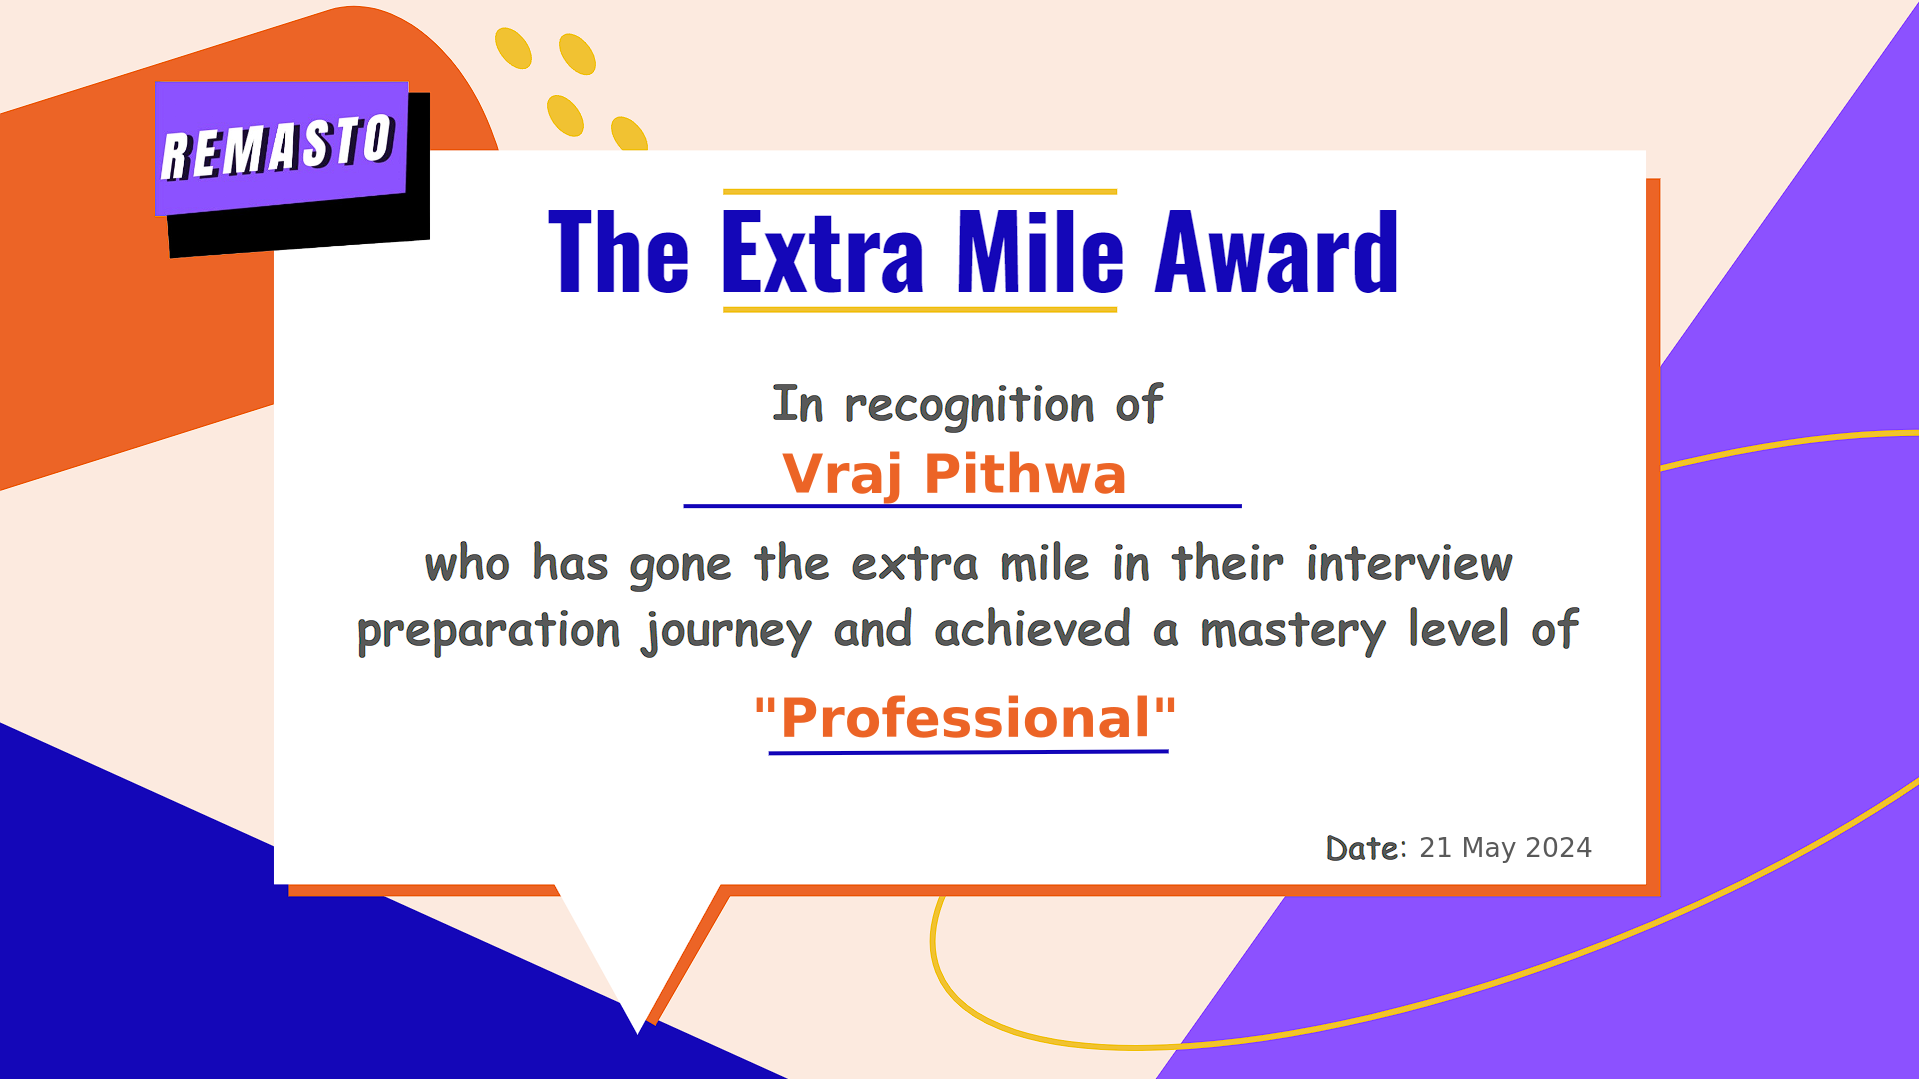 REMASTO
The Extra Mile Award
In recognition of
Vraj Pithwa
who has gone the extra mile in their interview
preparation journey and achieved a mastery level of
"Professional"
Date: 21 May 2024